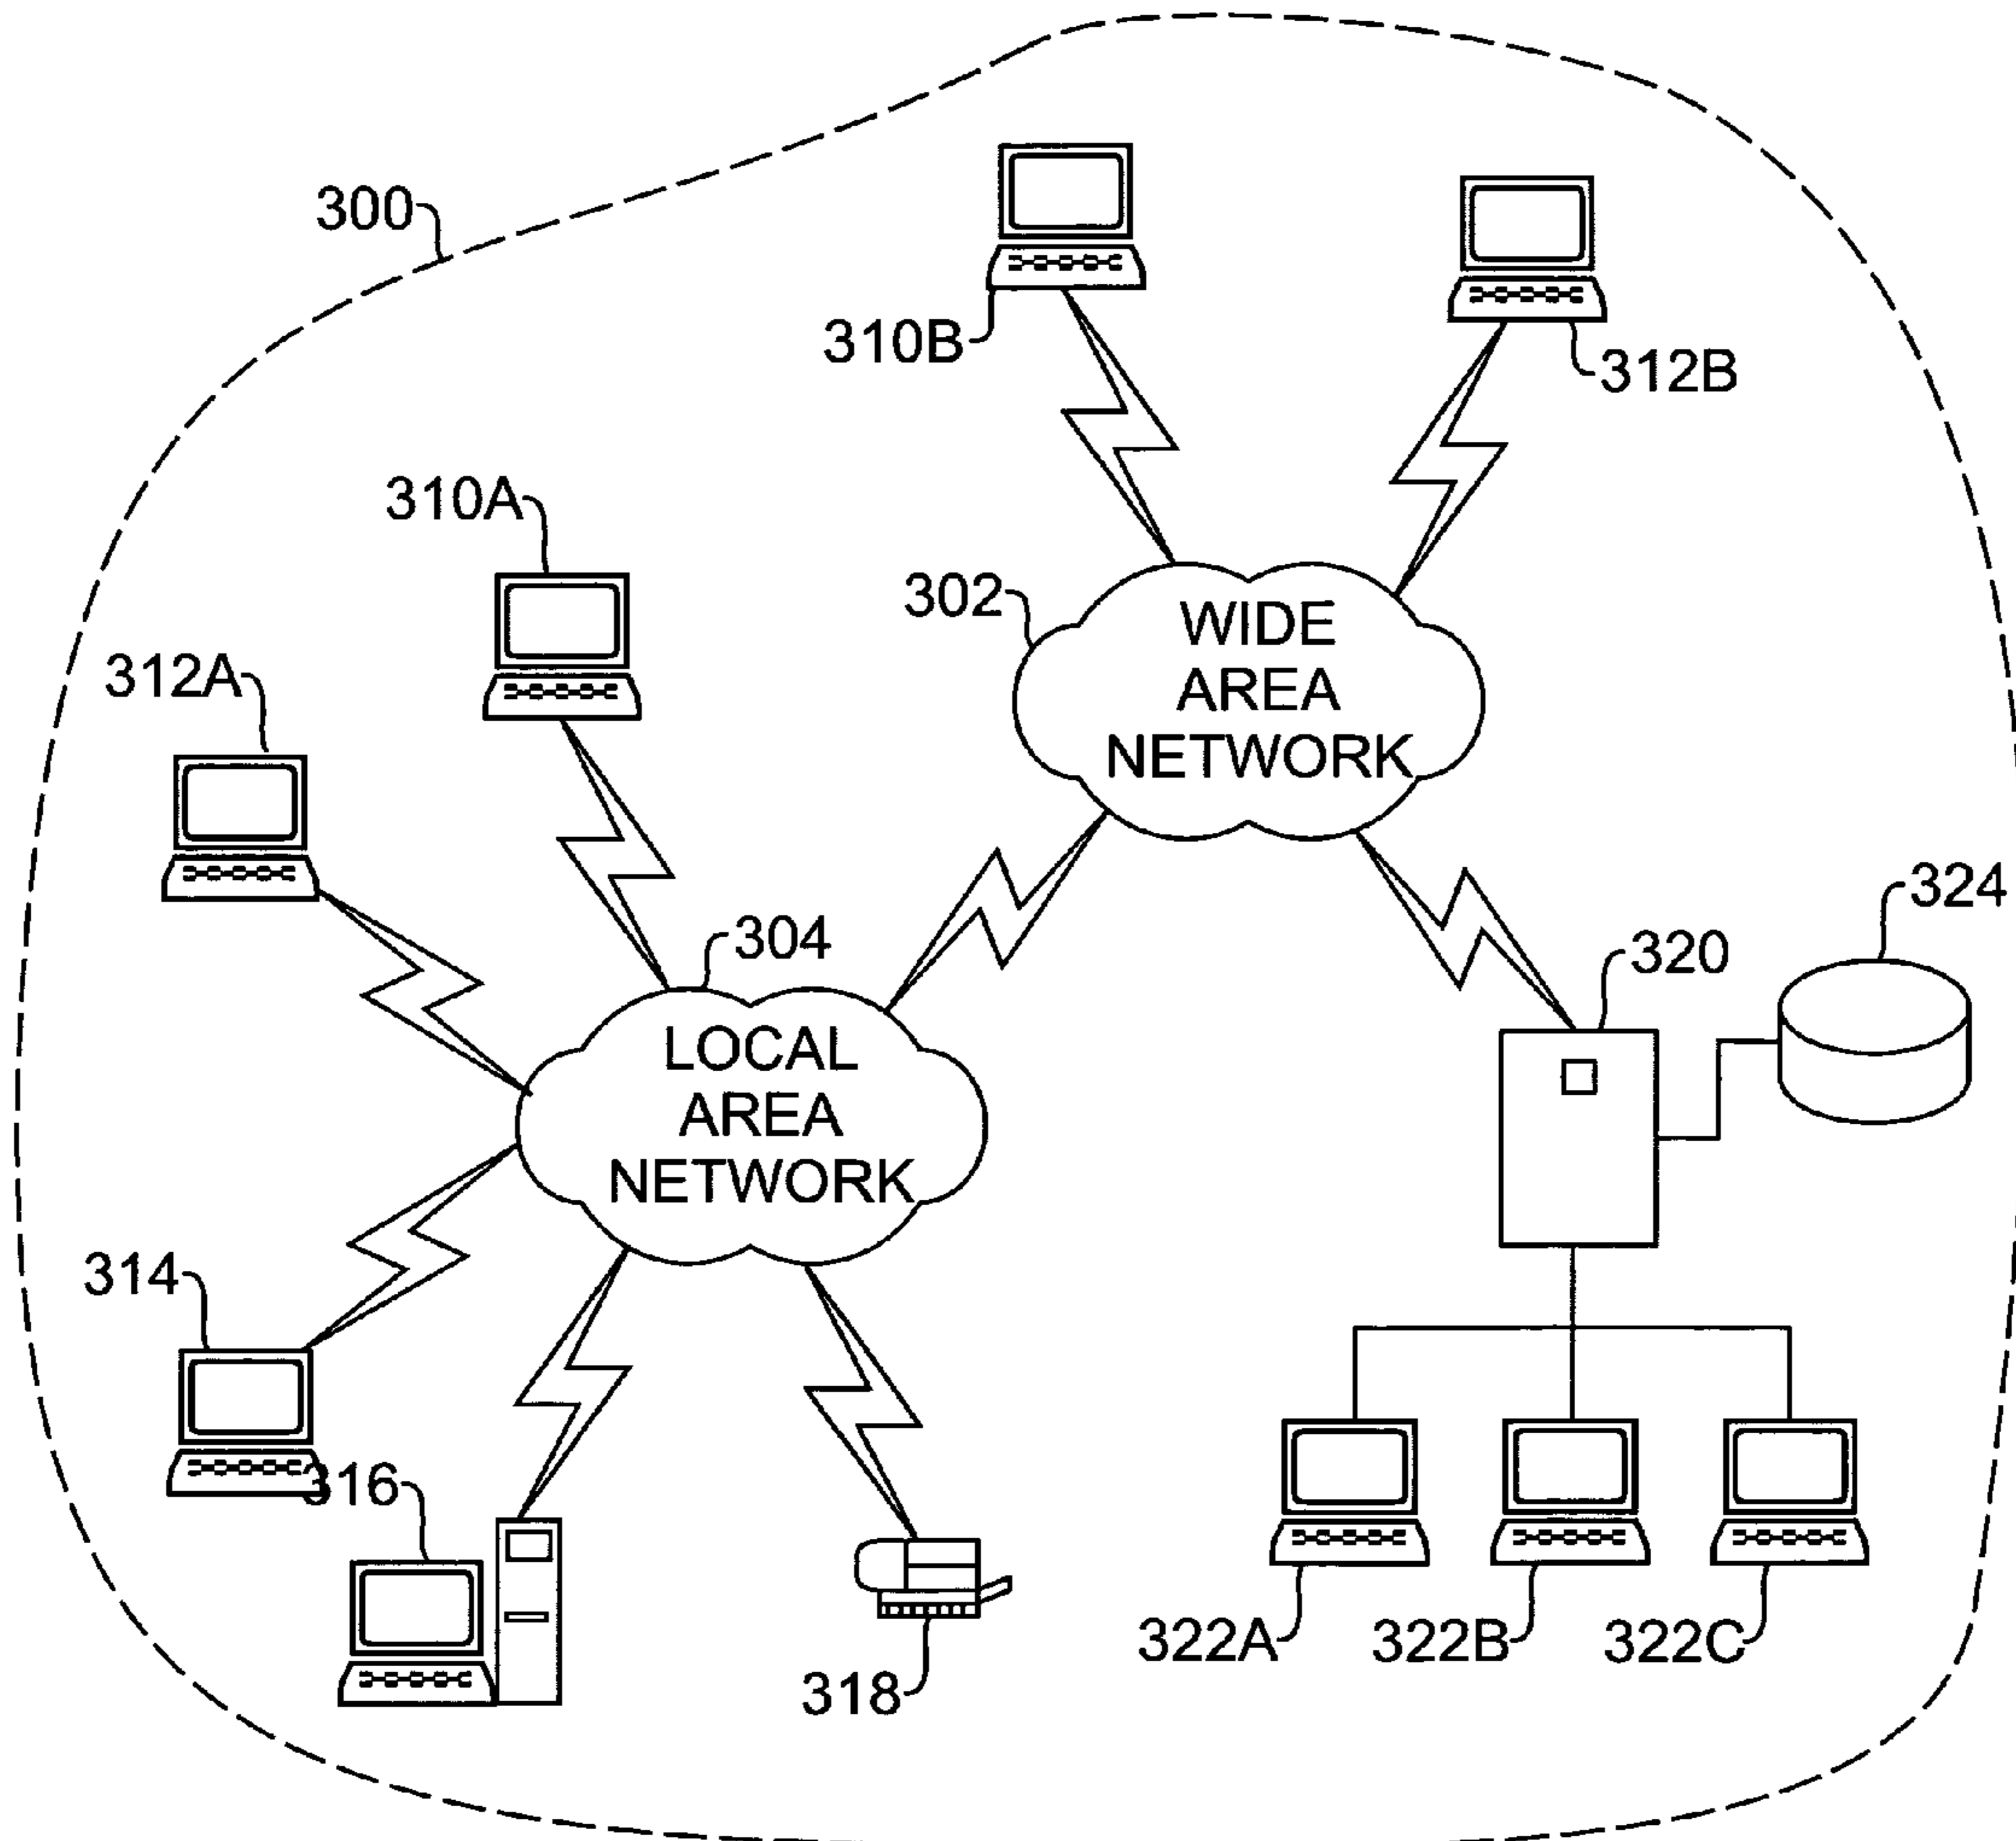 300
310B
312B
310A
302
WIDE
AREA
NETWORK
312A
324
304
320
LOCAL
AREA
NETWORK
314
316
322A
322B
322C
318